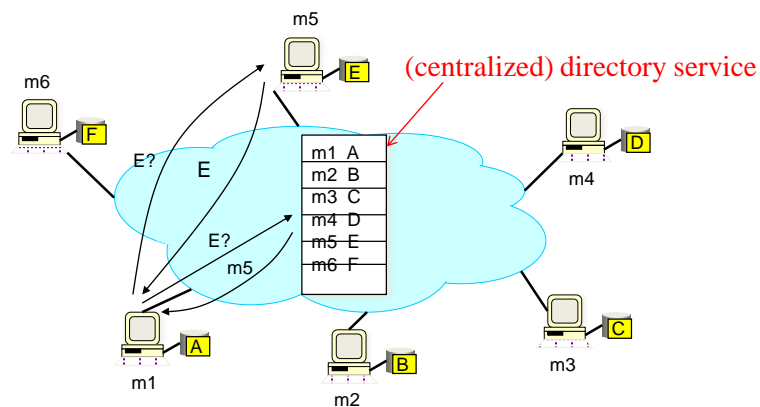 m5
E
(centralized) directory service
m6
F
E?
E
m1 A
m2 B
m3 C
m4 D
m5 E
m6 F
D
m4
E?
m5
A
m1
B
m2
C
m3